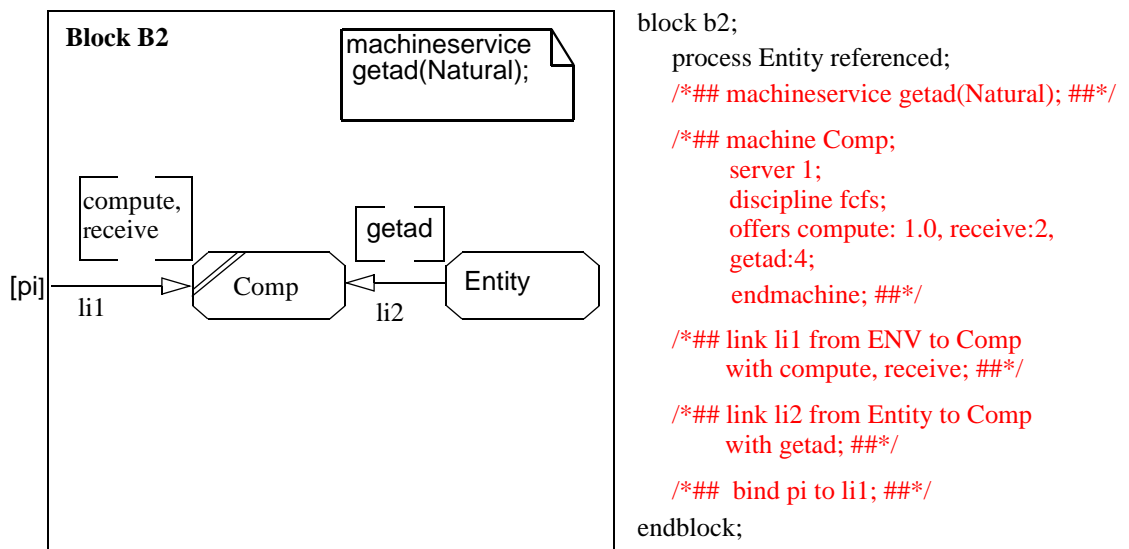 Block B2
machineservice
getad(Natural);
compute,
receive
getad
[pi]
Comp
Entity
li1
li2
block b2;
process Entity referenced;
/*## machineservice getad(Natural); ##*/
/*## machine Comp;
server 1;
discipline fcfs;
offers compute: 1.0, receive:2,
getad:4;
endmachine; ##*/
/*## link li1 from ENV to Comp
with compute, receive; ##*/
/*## link li2 from Entity to Comp
with getad; ##*/
/*## bind pi to li1; ##*/
endblock;